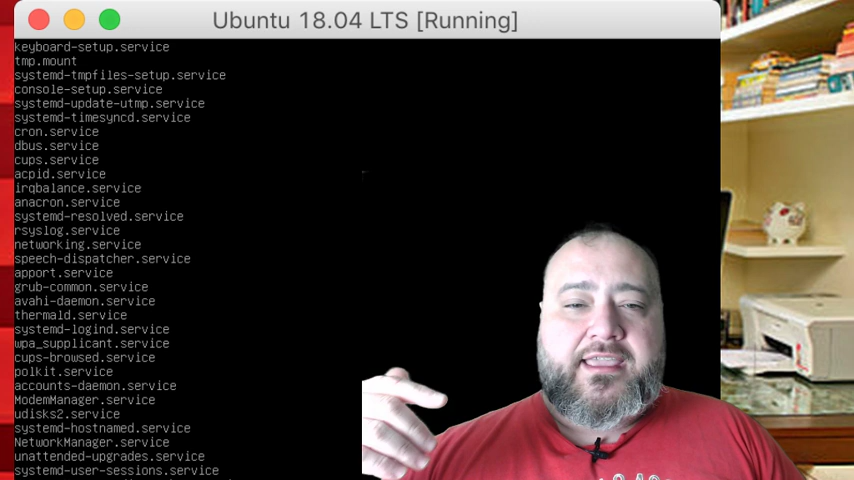 Ubuntu 18.04 LTS [Running]
keyboard-setup.service
tmp.mount
systemd-tmpfiles-setup.service
console-setup.service
systemd-update-utmp.service
systemd-timesyncd.service
cron.service
dbus.service
cups.service
acpid.service
irqbalance.service
anacron.service
systemd-resolved.service
rsyslog.service
networking.service
speech-dispatcher.service
apport.service
grub-common.service
avahi-daemon.service
thermald.service
systemd-logind.service
wpa_supplicant.service
cups-browsed.service
polkit.service
accounts-daemon.service
ModemManager.service
udisks2.service
systemd-hostnamed.service
NetworkManager.service
unattended-upgrades.service
systemd-user-sessions.service